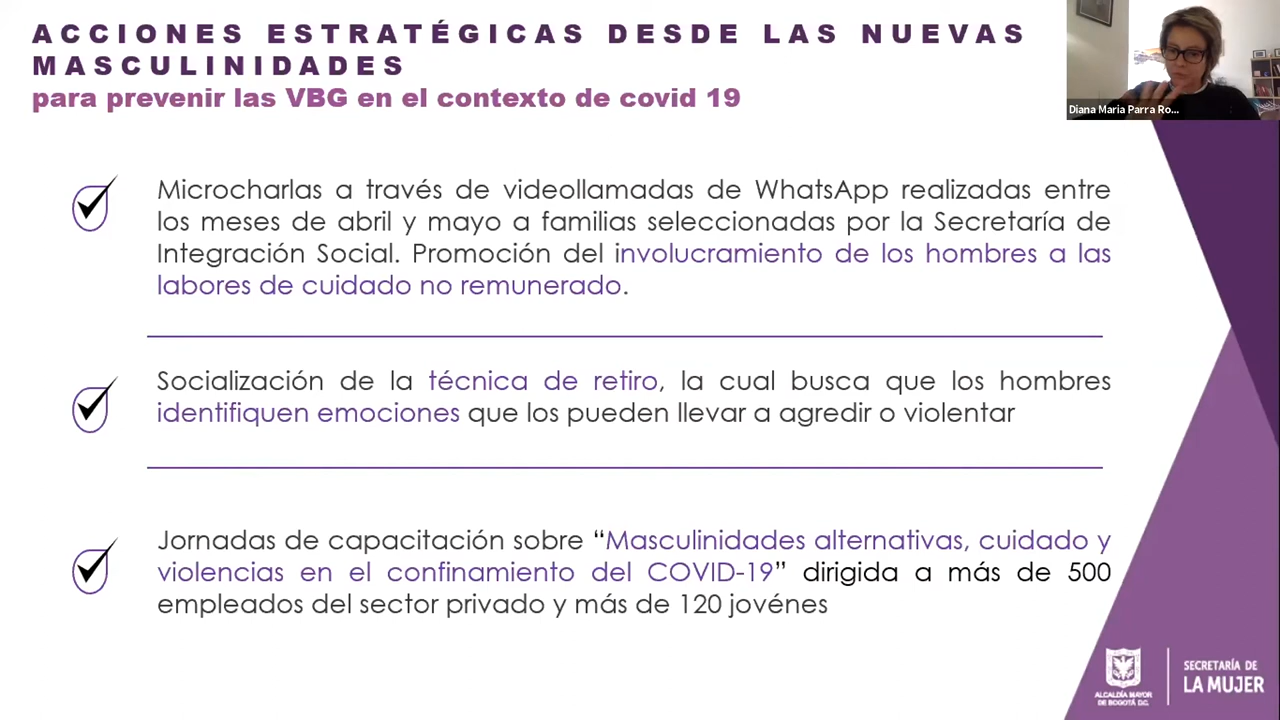 ACCIONES ESTRATÉGICAS DESDE LAS NUEVAS
MASCULINIDADES
para prevenir las VBG en el contexto de covid 19
Diana Maria Parra Ro...
Microcharlas a través de videollamadas de WhatsApp realizadas entre
los meses de abril y mayo a familias seleccionadas por la Secretaría de
Integración Social. Promoción del involucramiento de los hombres a las
labores de cuidado no remunerado.
Socialización de la técnica de retiro, la cual busca que los hombres
identifiquen emociones que los pueden llevar a agredir o violentar
Jornadas de capacitación sobre “Masculinidades alternativas, cuidado y
violencias en el confinamiento del COVID-19” dirigida a más de 500
empleados del sector privado y más de 120 jovénes
ALCALDÍA MAYOR
DE BOGOTÁ D.C.
SECRETARÍA DE
LA MUJER